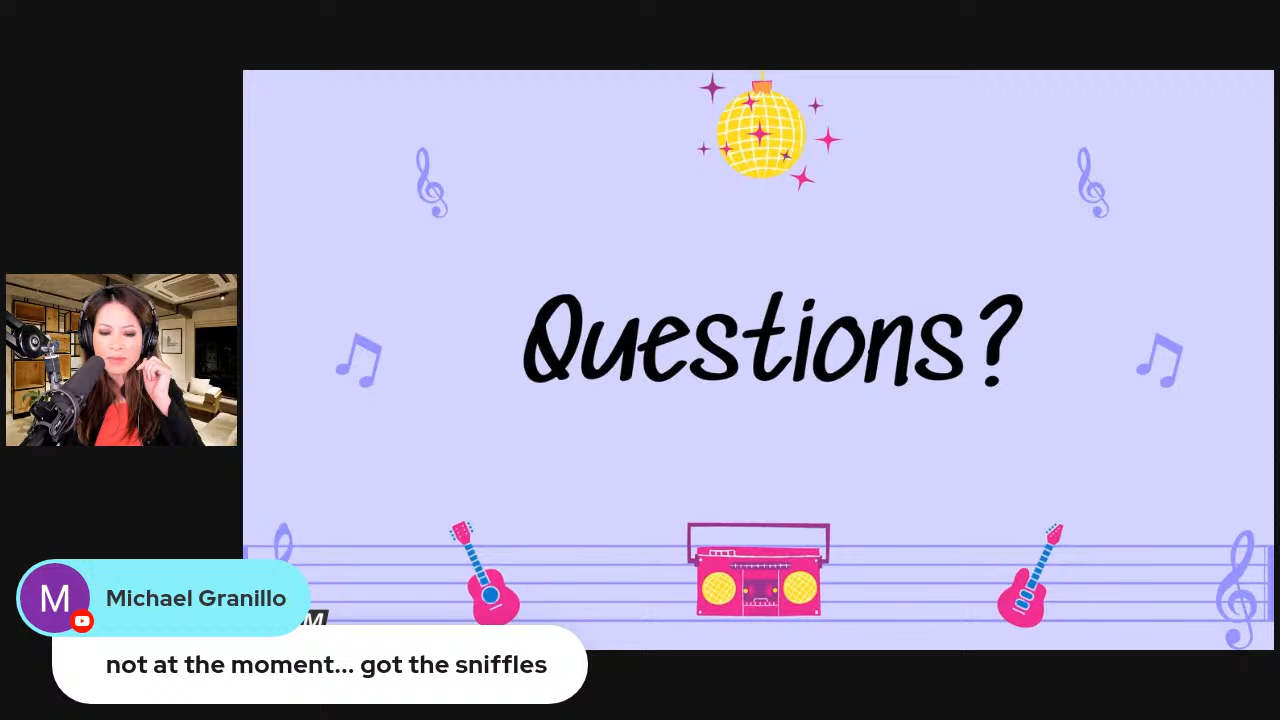 Questions?
M
Michael Granillo
M
not at the moment... got the sniffles